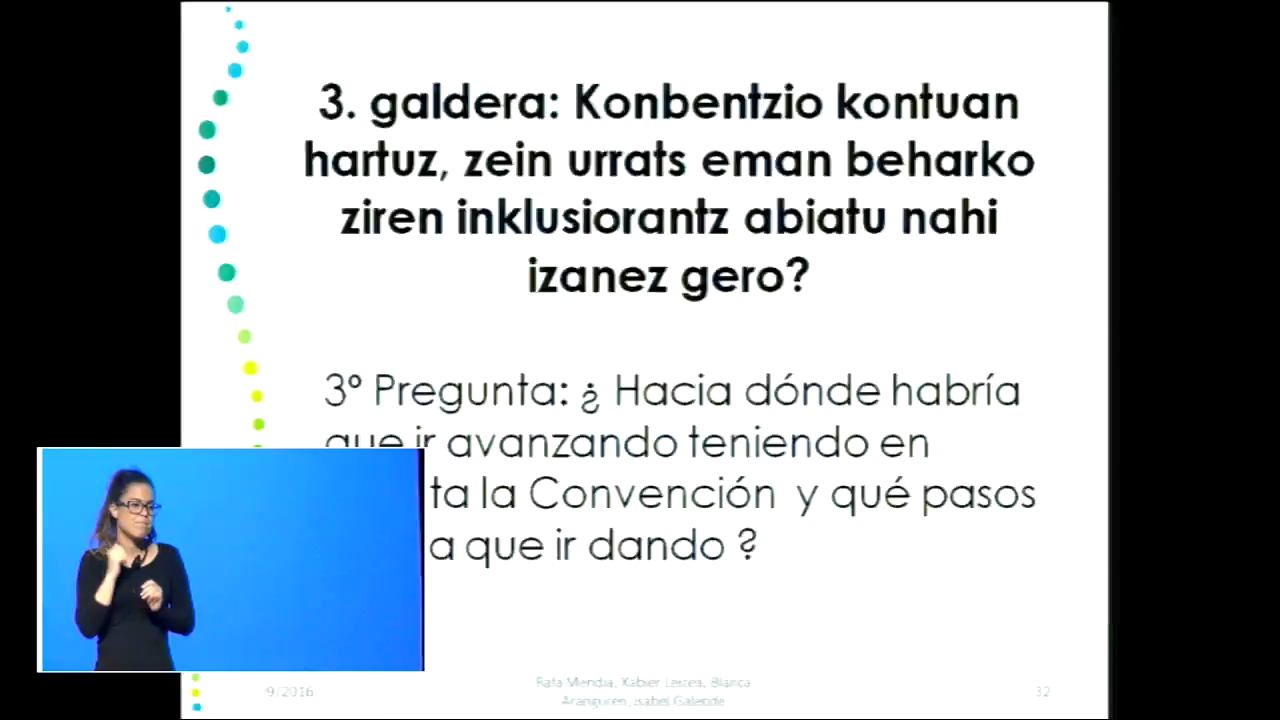 3. galdera: Konbentzio kontuan
hartuz, zein urrats eman beharko
ziren inklusiorantz abiatu nahi
izanez gero?
3º Pregunta: ¿ Hacia dónde habría
que ir avanzando teniendo en
ta la Convención y qué pasos
a que ir dando ?
9/2016
Rafa Mendia, Xabier Leizea, Blanca
Aranguren, Isabel Galende
32